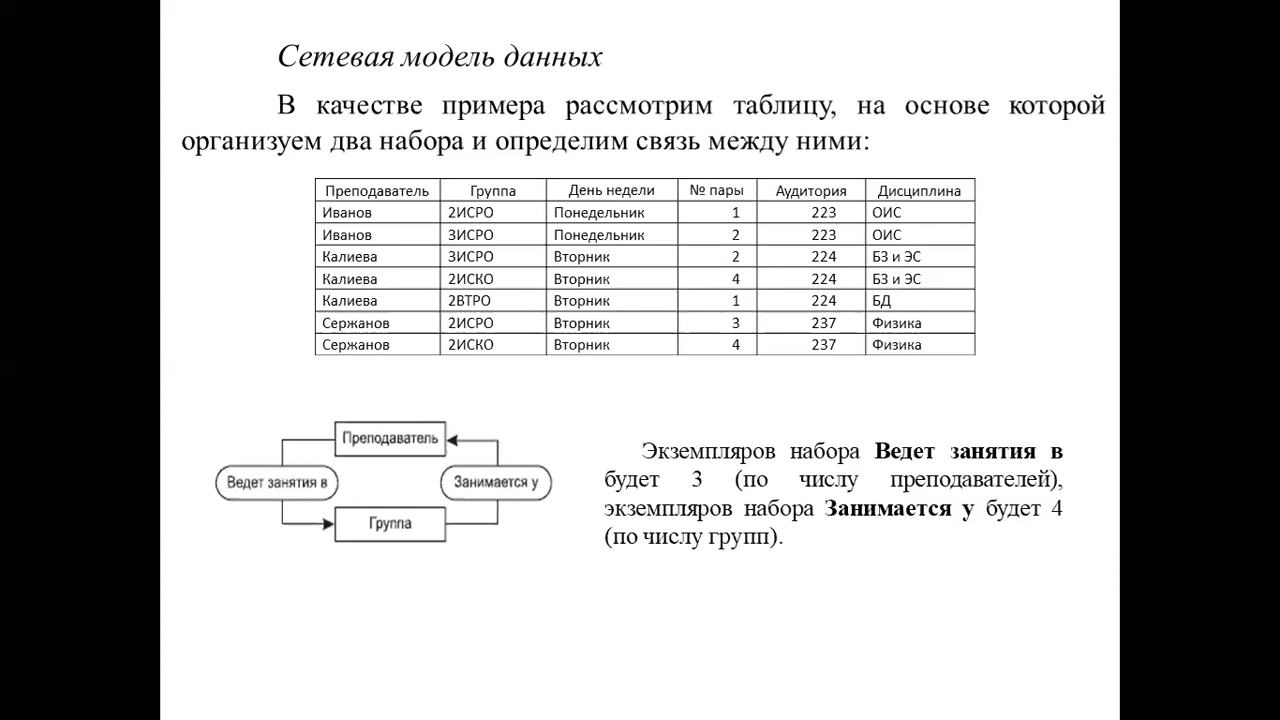 Сетевая модель данных
В качестве примера рассмотрим таблицу, на основе которой
организуем два набора и определим связь между ними:
Преподаватель Группа День недели № пары Аудитория Дисциплина
Иванов 2ИСРО Понедельник 1 223 ОИС
Иванов 3ИСРО Понедельник 2 223 ОИС
Калиева 3ИСРО Вторник 2 224 БЗ и ЭС
Калиева 2ИСКО Вторник 4 224 БЗ и ЭС
Калиева 2ВТРО Вторник 1 224 БД
Сержанов 2ИСРО Вторник 3 237 Физика
Сержанов 2ИСКО Вторник 4 237 Физика
Преподаватель
Ведет занятия в
Занимается у
Группа
Экземпляров набора Ведет занятия в
будет 3 (по числу преподавателей),
экземпляров набора Занимается у будет 4
(по числу групп).